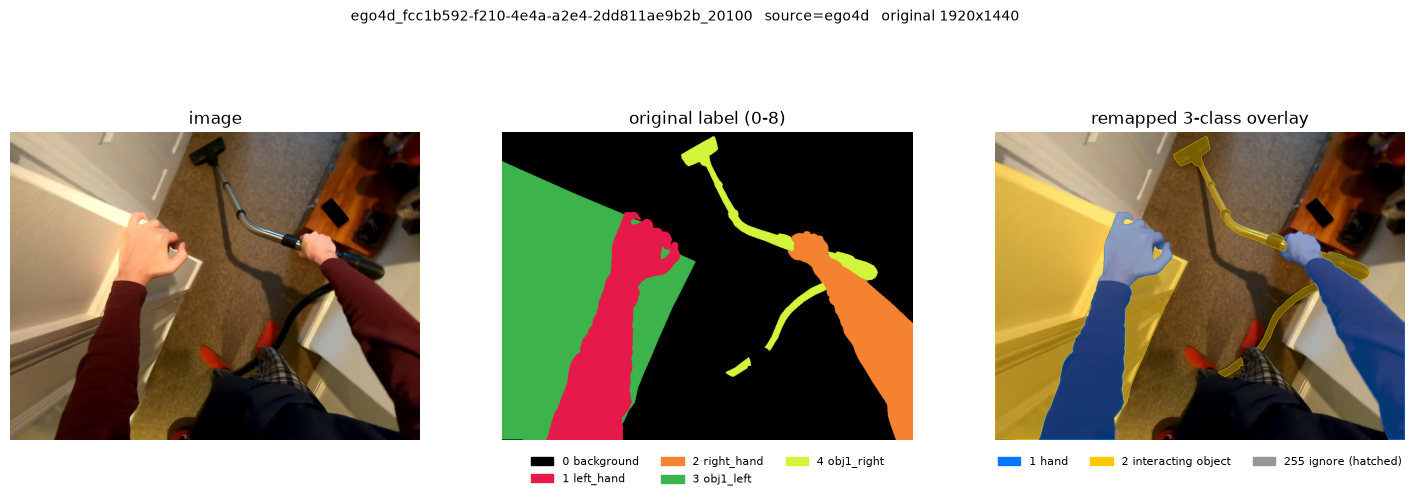 ego4d_fcc1b592-f210-4e4a-a2e4-2dd811ae9b2b_20100   source=ego4d   original 1920x1440
image
original label (0-8)
remapped 3-class overlay
0 background
2 right_hand
4 obj1_right
1 left_hand
3 obj1_left
1 hand
2 interacting object
255 ignore (hatched)